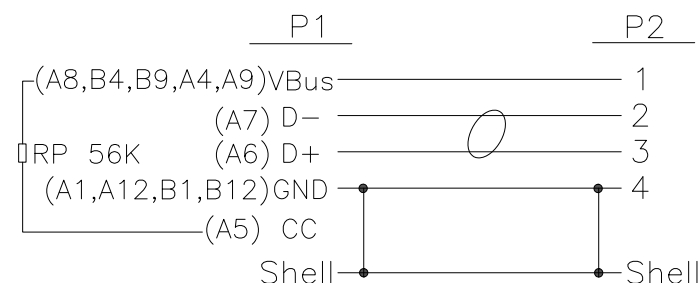 P1 P2
(A8,B4,B9,A4,A9)VBus 1
(A7) D- 2
RP 56K (A6) D+ 3
(A1,A12,B1,B12)GND 4
(A5) CC
Shell Shell